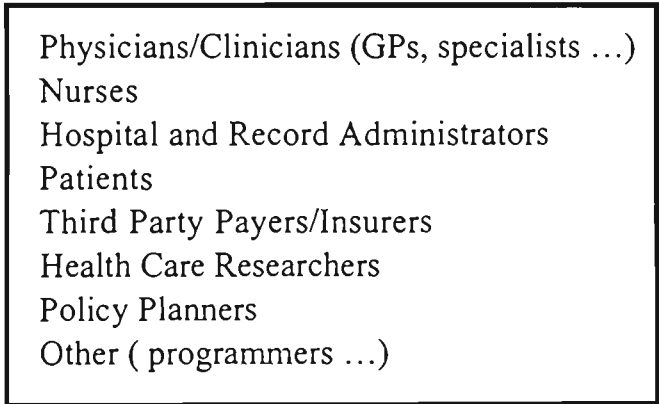 Physicians/Clinicians (GPs, specialists ...)
Nurses
Hospital and Record Administrators
Patients
Third Party Payers/Insurers
Health Care Researchers
Policy Planners
Other ( programmers ...)